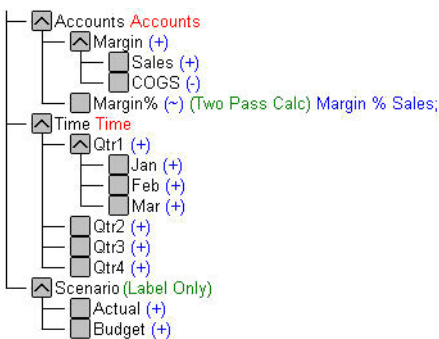 Accounts Accounts
Margin (+)
Sales (+)
COGS (-)
Margin% (~) (Two Pass Calc) Margin % Sales;
Time Time
Qtr1 (+)
Jan (+)
Feb (+)
Mar (+)
Qtr2 (+)
Qtr3 (+)
Qtr4 (+)
Scenario (Label Only)
Actual (+)
Budget (+)